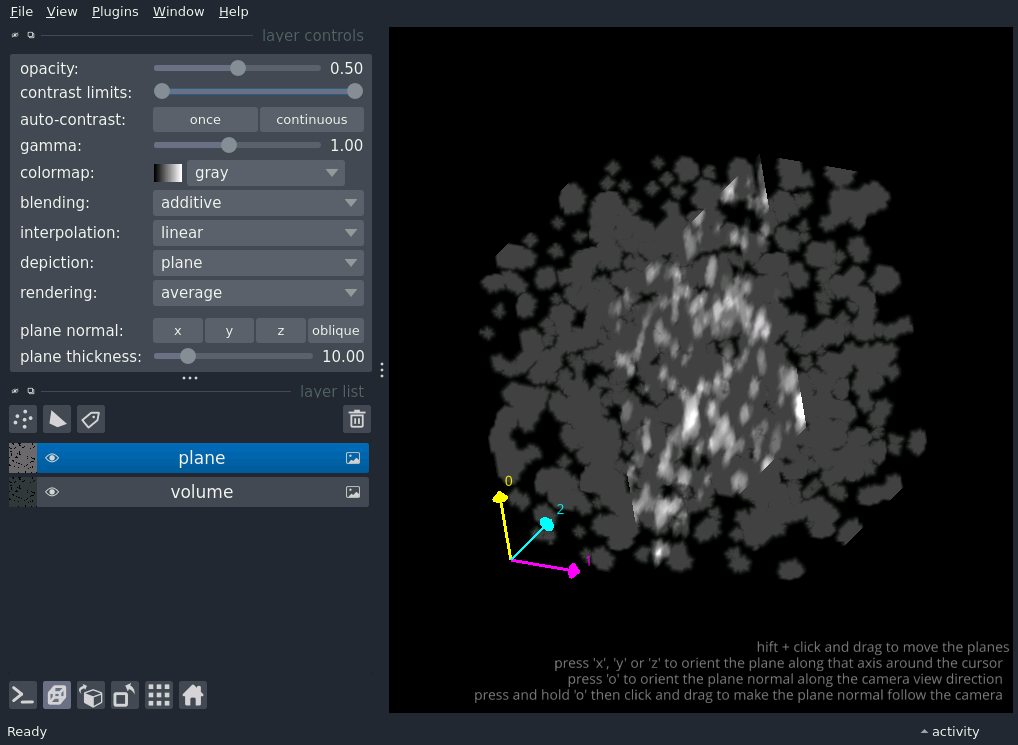 File View Plugins Window Help
layer controls
opacity: 0.50
contrast limits:
auto-contrast: once continuous
gamma: 1.00
colormap: gray
blending: additive
interpolation: linear
depiction: plane
rendering: average
plane normal: x y z oblique
plane thickness: 10.00
layer list
plane
volume
0
2
1
hift + click and drag to move the planes
press 'x', 'y' or 'z' to orient the plane along that axis around the cursor
press 'o' to orient the plane normal along the camera view direction
press and hold 'o' then click and drag to make the plane normal follow the camera
Ready
activity